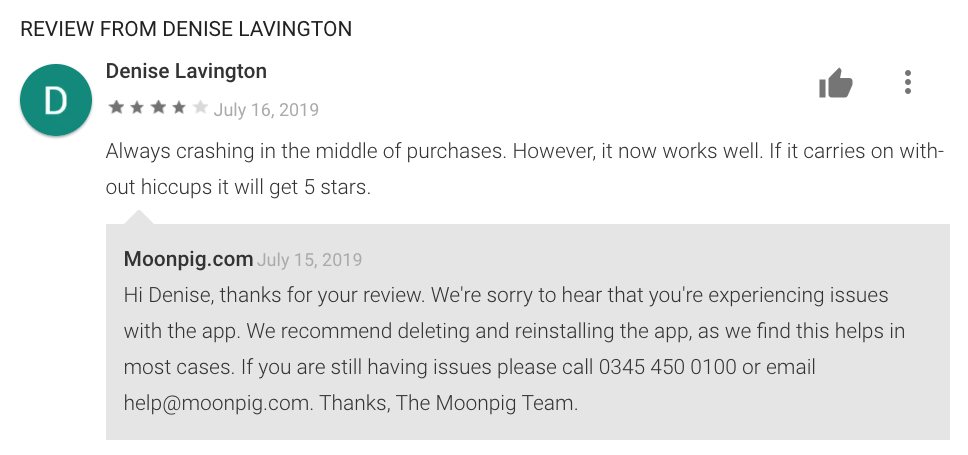 REVIEW FROM DENISE LAVINGTON
D
Denise Lavington
July 16, 2019
Always crashing in the middle of purchases. However, it now works well. If it carries on with-
out hiccups it will get 5 stars.
Moonpig.com July 15, 2019
Hi Denise, thanks for your review. We're sorry to hear that you're experiencing issues
with the app. We recommend deleting and reinstalling the app, as we find this helps in
most cases. If you are still having issues please call 0345 450 0100 or email
help@moonpig.com. Thanks, The Moonpig Team.